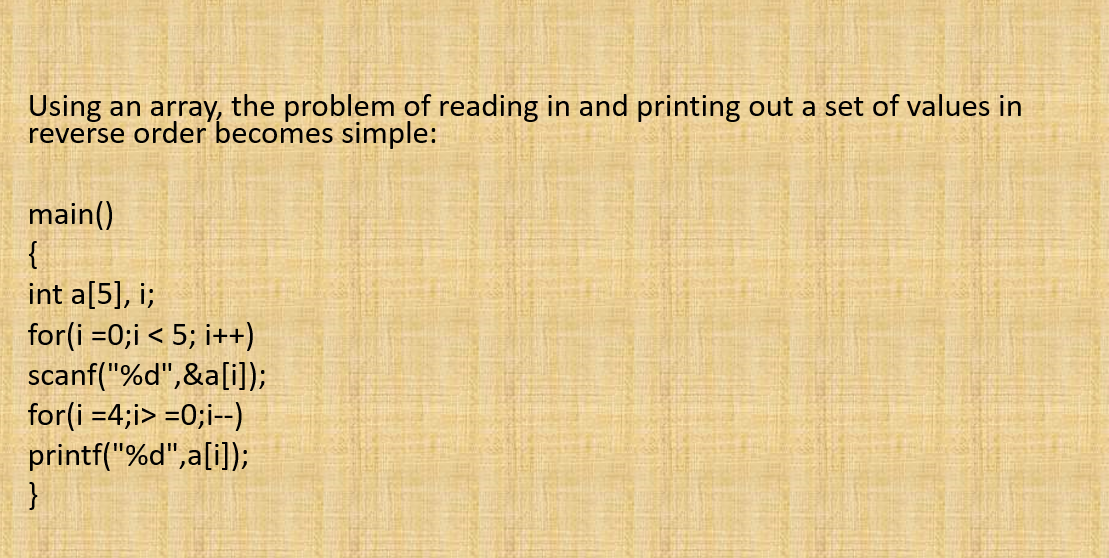 Using an array, the problem of reading in and printing out a set of values in
reverse order becomes simple:
main()
{
int a[5], i;
for(i =0;i < 5; i++)
scanf("%d",&a[i]);
for(i =4;i> =0;i--)
printf("%d",a[i]);
}